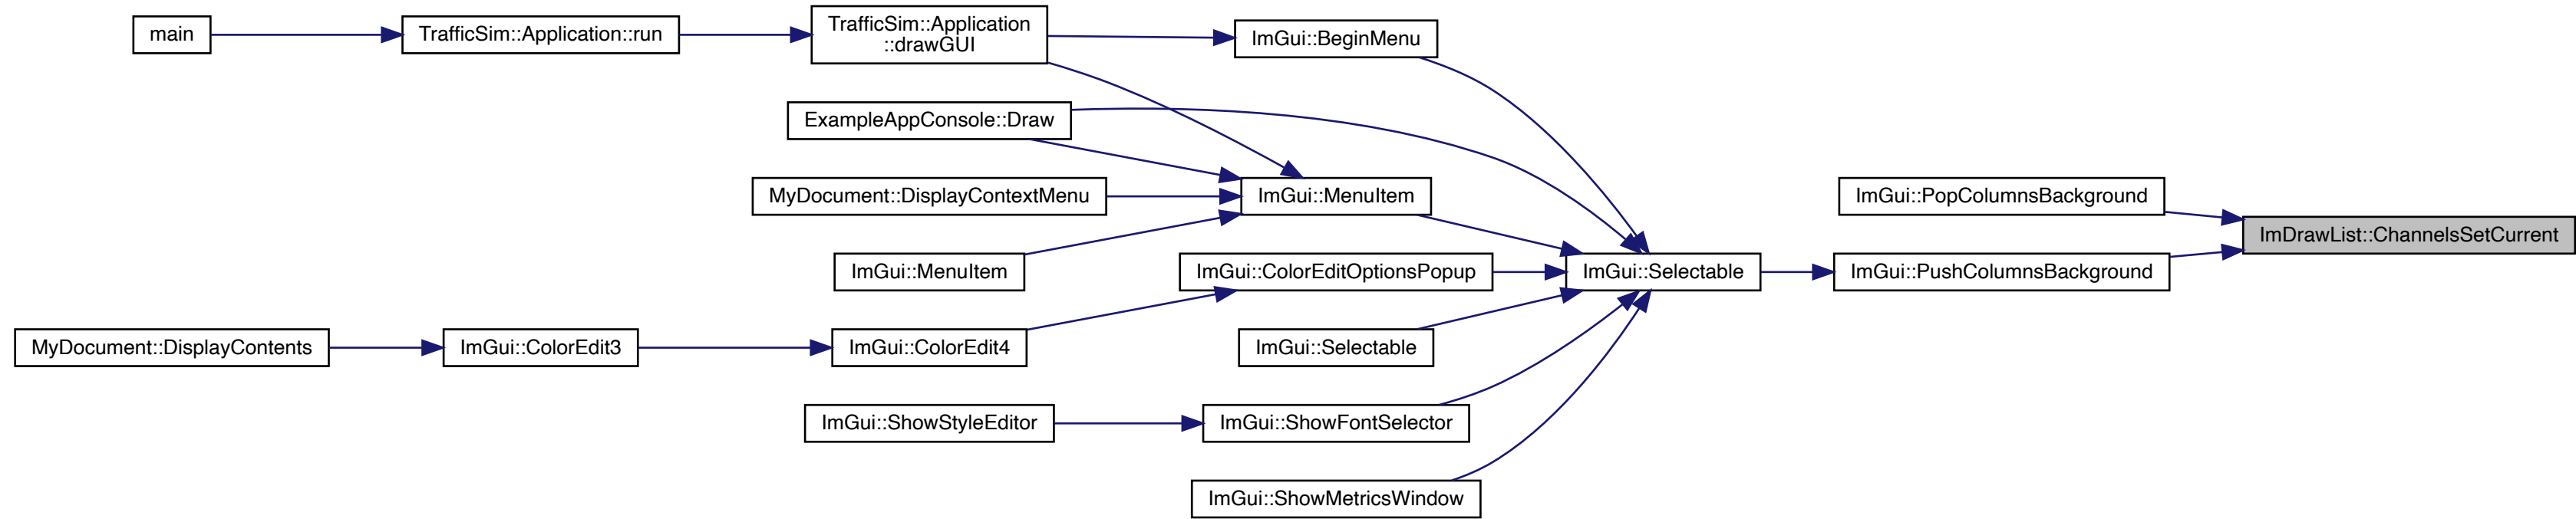 main
TrafficSim::Application::run
TrafficSim::Application
::drawGUI
ImGui::BeginMenu
ExampleAppConsole::Draw
MyDocument::DisplayContextMenu
ImGui::MenuItem
ImGui::PopColumnsBackground
ImDrawList::ChannelsSetCurrent
ImGui::MenuItem
ImGui::ColorEditOptionsPopup
ImGui::Selectable
ImGui::PushColumnsBackground
MyDocument::DisplayContents
ImGui::ColorEdit3
ImGui::ColorEdit4
ImGui::Selectable
ImGui::ShowStyleEditor
ImGui::ShowFontSelector
ImGui::ShowMetricsWindow